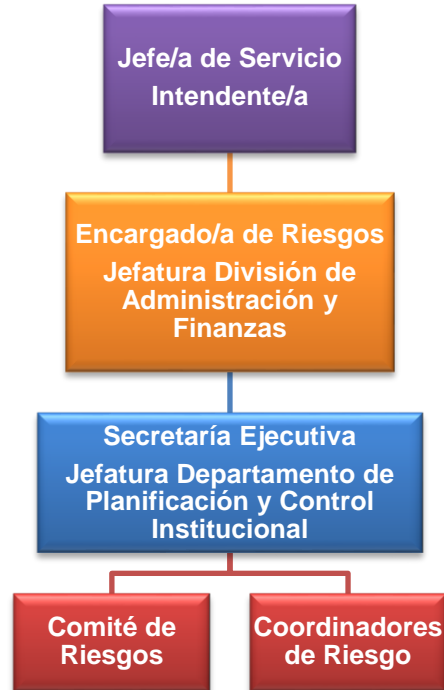 Jefe/a de Servicio
Intendente/a
Encargado/a de Riesgos
Jefatura División de
Administración y
Finanzas
Secretaría Ejecutiva
Jefatura Departamento de
Planificación y Control
Institucional
Comité de
Riesgos
Coordinadores
de Riesgo